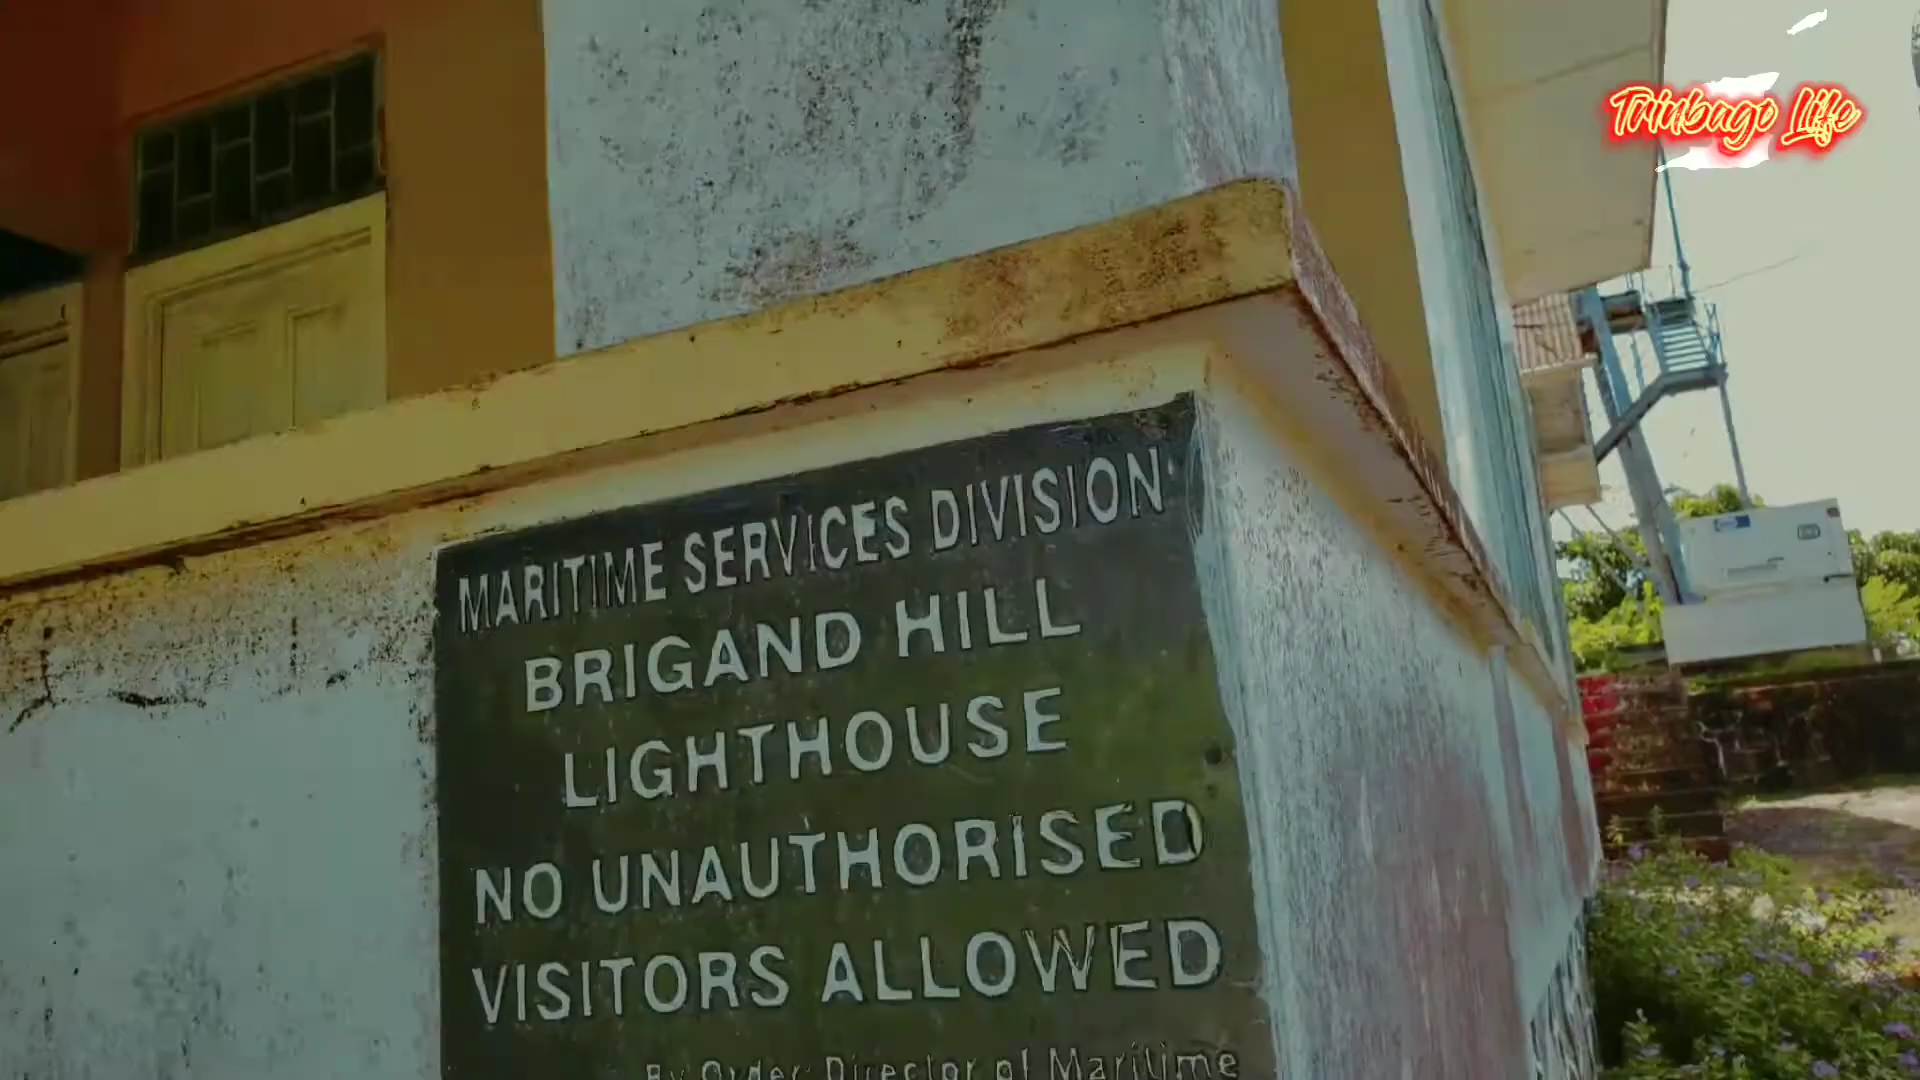 Trinbago Life
MARITIME SERVICES DIVISION
BRIGAND HILL
LIGHTHOUSE
NO UNAUTHORISED
VISITORS ALLOWED
By Order Director of Maritime